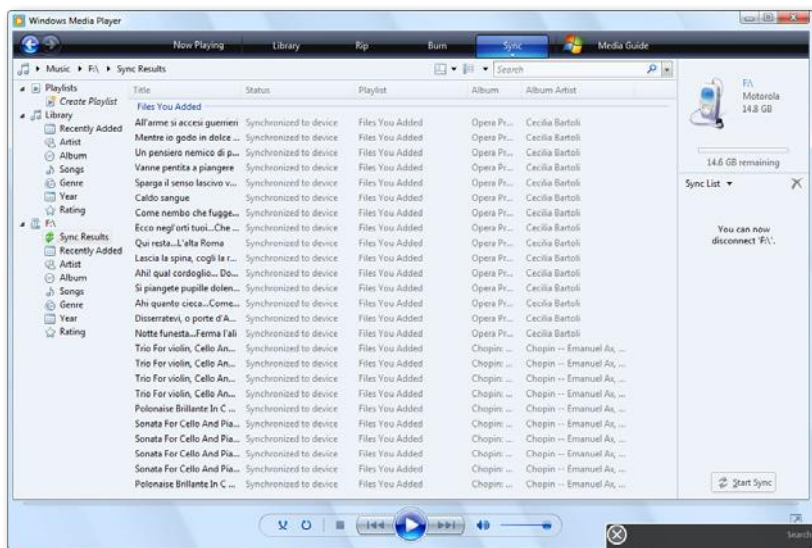 Windows Media Player
Now Playing Library Rip Burn Sync Media Guide
Music ▸ F:\ ▸ Sync Results
Search
Playlists
Create Playlist
Library
Recently Added
Artist
Album
Songs
Genre
Year
Rating
F:\
Sync Results
Recently Added
Artist
Album
Songs
Genre
Year
Rating
Title Status Playlist Album Album Artist
Files You Added
All'arme si accesi guerrieri Synchronized to device Files You Added Opera Pr... Cecilia Bartoli
Mentre io godo in dolce ... Synchronized to device Files You Added Opera Pr... Cecilia Bartoli
Un pensiero nemico di p... Synchronized to device Files You Added Opera Pr... Cecilia Bartoli
Vanne pentita a piangere Synchronized to device Files You Added Opera Pr... Cecilia Bartoli
Sparga il senso lascivo v... Synchronized to device Files You Added Opera Pr... Cecilia Bartoli
Caldo sangue Synchronized to device Files You Added Opera Pr... Cecilia Bartoli
Come nembo che fugge... Synchronized to device Files You Added Opera Pr... Cecilia Bartoli
Ecco negl'orti tuoi...Che ... Synchronized to device Files You Added Opera Pr... Cecilia Bartoli
Qui resta...L'alta Roma Synchronized to device Files You Added Opera Pr... Cecilia Bartoli
Lascia la spina, cogli la r... Synchronized to device Files You Added Opera Pr... Cecilia Bartoli
Ahi! qual cordoglio... Do... Synchronized to device Files You Added Opera Pr... Cecilia Bartoli
Si piangete pupille dolen... Synchronized to device Files You Added Opera Pr... Cecilia Bartoli
Ahi quanto cieca...Come... Synchronized to device Files You Added Opera Pr... Cecilia Bartoli
Disserratevi, o porte d'A... Synchronized to device Files You Added Opera Pr... Cecilia Bartoli
Notte funesta...Ferma l'ali Synchronized to device Files You Added Opera Pr... Cecilia Bartoli
Trio For violin, Cello An... Synchronized to device Files You Added Chopin: ... Chopin -- Emanuel Ax, ...
Trio For violin, Cello An... Synchronized to device Files You Added Chopin: ... Chopin -- Emanuel Ax, ...
Trio For violin, Cello An... Synchronized to device Files You Added Chopin: ... Chopin -- Emanuel Ax, ...
Trio For violin, Cello An... Synchronized to device Files You Added Chopin: ... Chopin -- Emanuel Ax, ...
Polonaise Brillante In C ... Synchronized to device Files You Added Chopin: ... Chopin -- Emanuel Ax, ...
Sonata For Cello And Pia... Synchronized to device Files You Added Chopin: ... Chopin -- Emanuel Ax, ...
Sonata For Cello And Pia... Synchronized to device Files You Added Chopin: ... Chopin -- Emanuel Ax, ...
Sonata For Cello And Pia... Synchronized to device Files You Added Chopin: ... Chopin -- Emanuel Ax, ...
Sonata For Cello And Pia... Synchronized to device Files You Added Chopin: ... Chopin -- Emanuel Ax, ...
Polonaise Brillante In C ... Synchronized to device Files You Added Chopin: ... Chopin -- Emanuel Ax, ...
F:\
Motorola
14.8 GB
14.6 GB remaining
Sync List
You can now
disconnect 'F:\'.
Start Sync
Search